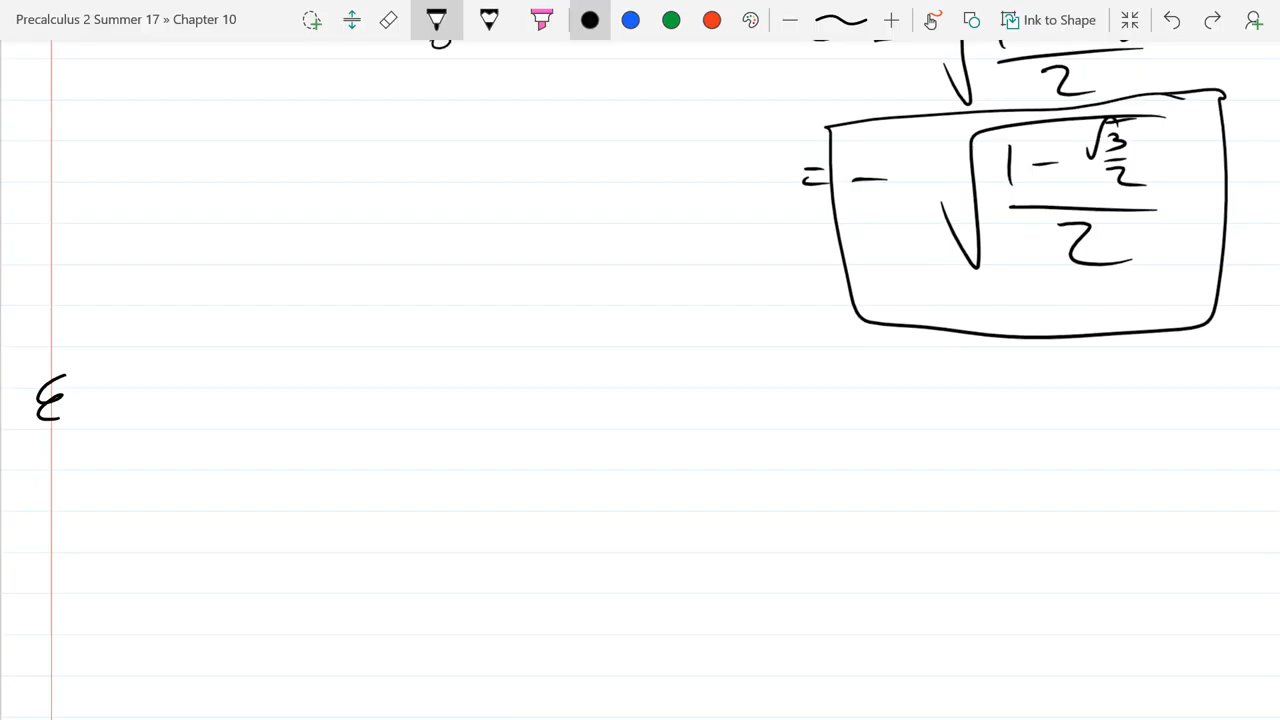 Precalculus 2 Summer 17 » Chapter 10
Ink to Shape
2
= - √((1 - √3/2)/2)
ε